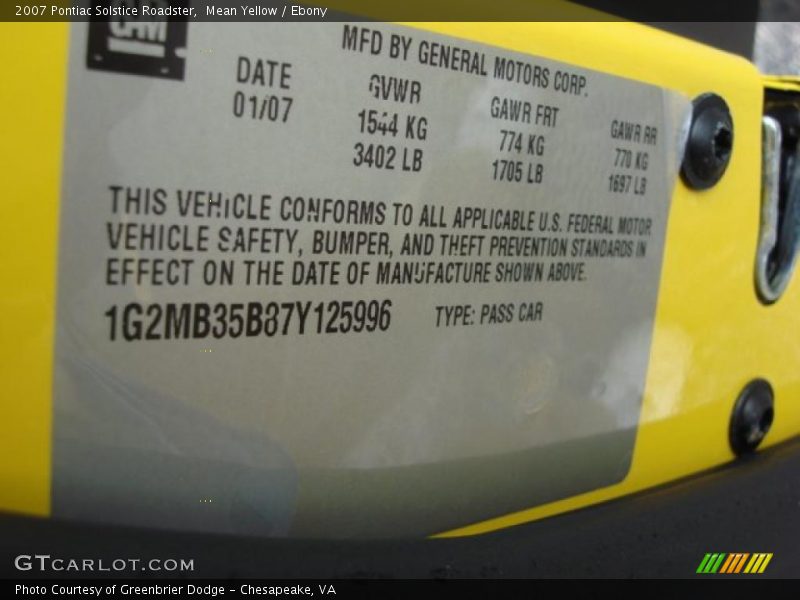 2007 Pontiac Solstice Roadster, Mean Yellow / Ebony
GM
MFD BY GENERAL MOTORS CORP.
DATE GVWR GAWR FRT GAWR RR
01/07 1544 KG 774 KG 770 KG
3402 LB 1705 LB 1697 LB
THIS VEHICLE CONFORMS TO ALL APPLICABLE U.S. FEDERAL MOTOR
VEHICLE SAFETY, BUMPER, AND THEFT PREVENTION STANDARDS IN
EFFECT ON THE DATE OF MANUFACTURE SHOWN ABOVE.
1G2MB35B87Y125996 TYPE: PASS CAR
GTCARLOT.COM
Photo Courtesy of Greenbrier Dodge - Chesapeake, VA